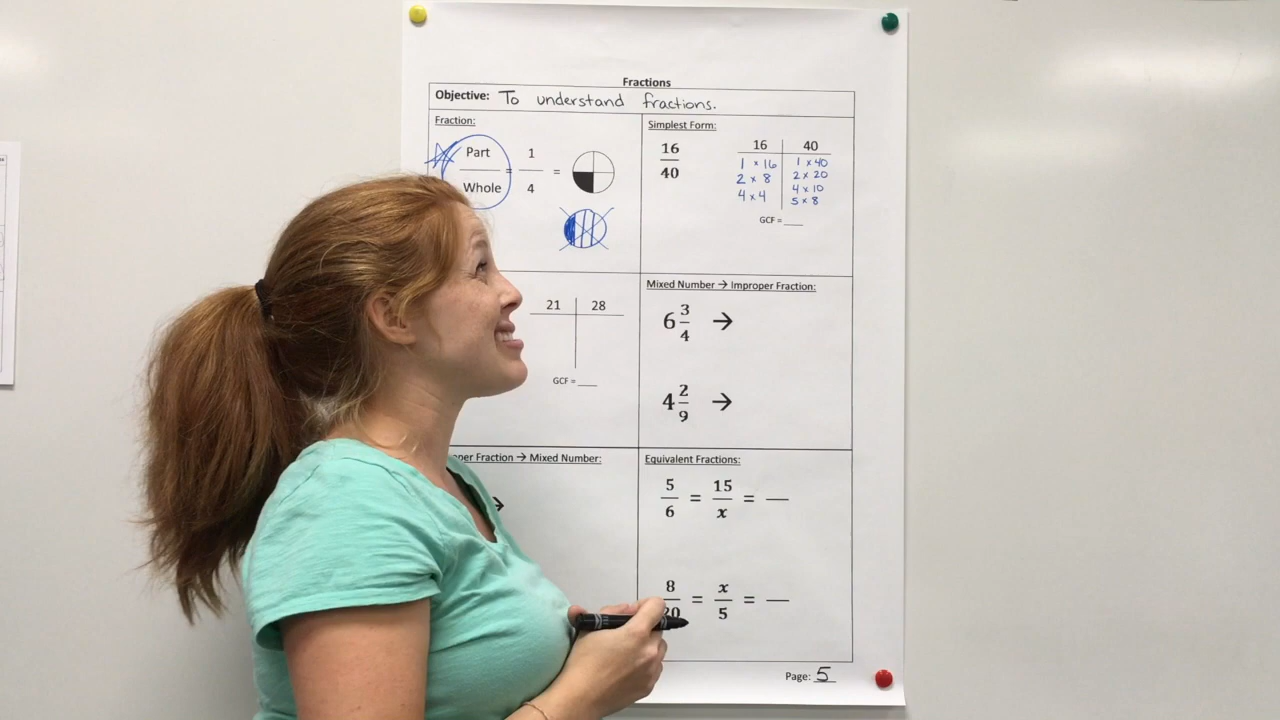 Fractions
Objective: To understand fractions.
Fraction:
Part
Whole
=
1
4
=
Simplest Form:
16
40
16 40
1 x 16 1 x 40
2 x 8 2 x 20
4 x 4 4 x 10
5 x 8
GCF = ___
21 28
GCF = ___
Mixed Number → Improper Fraction:
6 3/4 →
4 2/9 →
per Fraction → Mixed Number:
→
Equivalent Fractions:
5/6 = 15/x = —
8/20 = x/5 = —
Page: 5